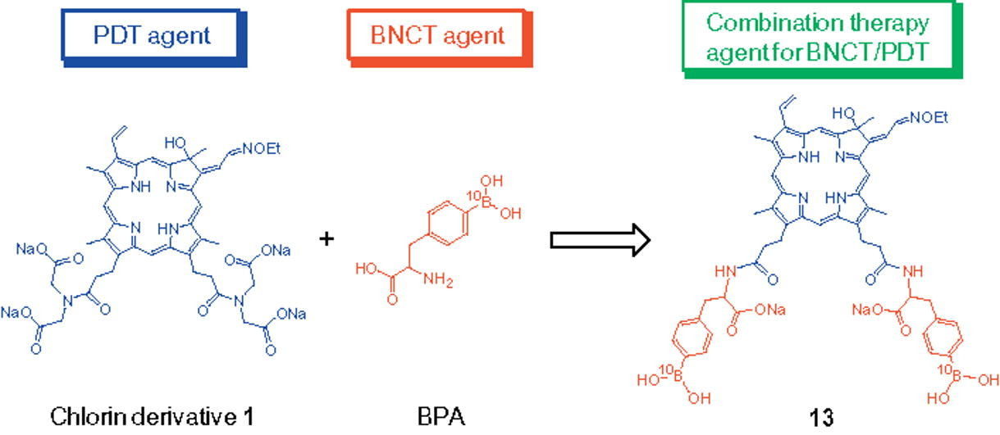 PDT agent
BNCT agent
Combination therapy
agent for BNCT/PDT
HO
NOEt
NH
N
N
HN
NaO
O
O
N
NaO
O
ONa
O
O
N
ONa
O
+
OH
10B
OH
HO
O
NH2
HO
NOEt
NH
N
N
HN
HN
O
O
NH
ONa
O
NaO
O
HO
10B
OH
10B
OH
HO
Chlorin derivative 1
BPA
13